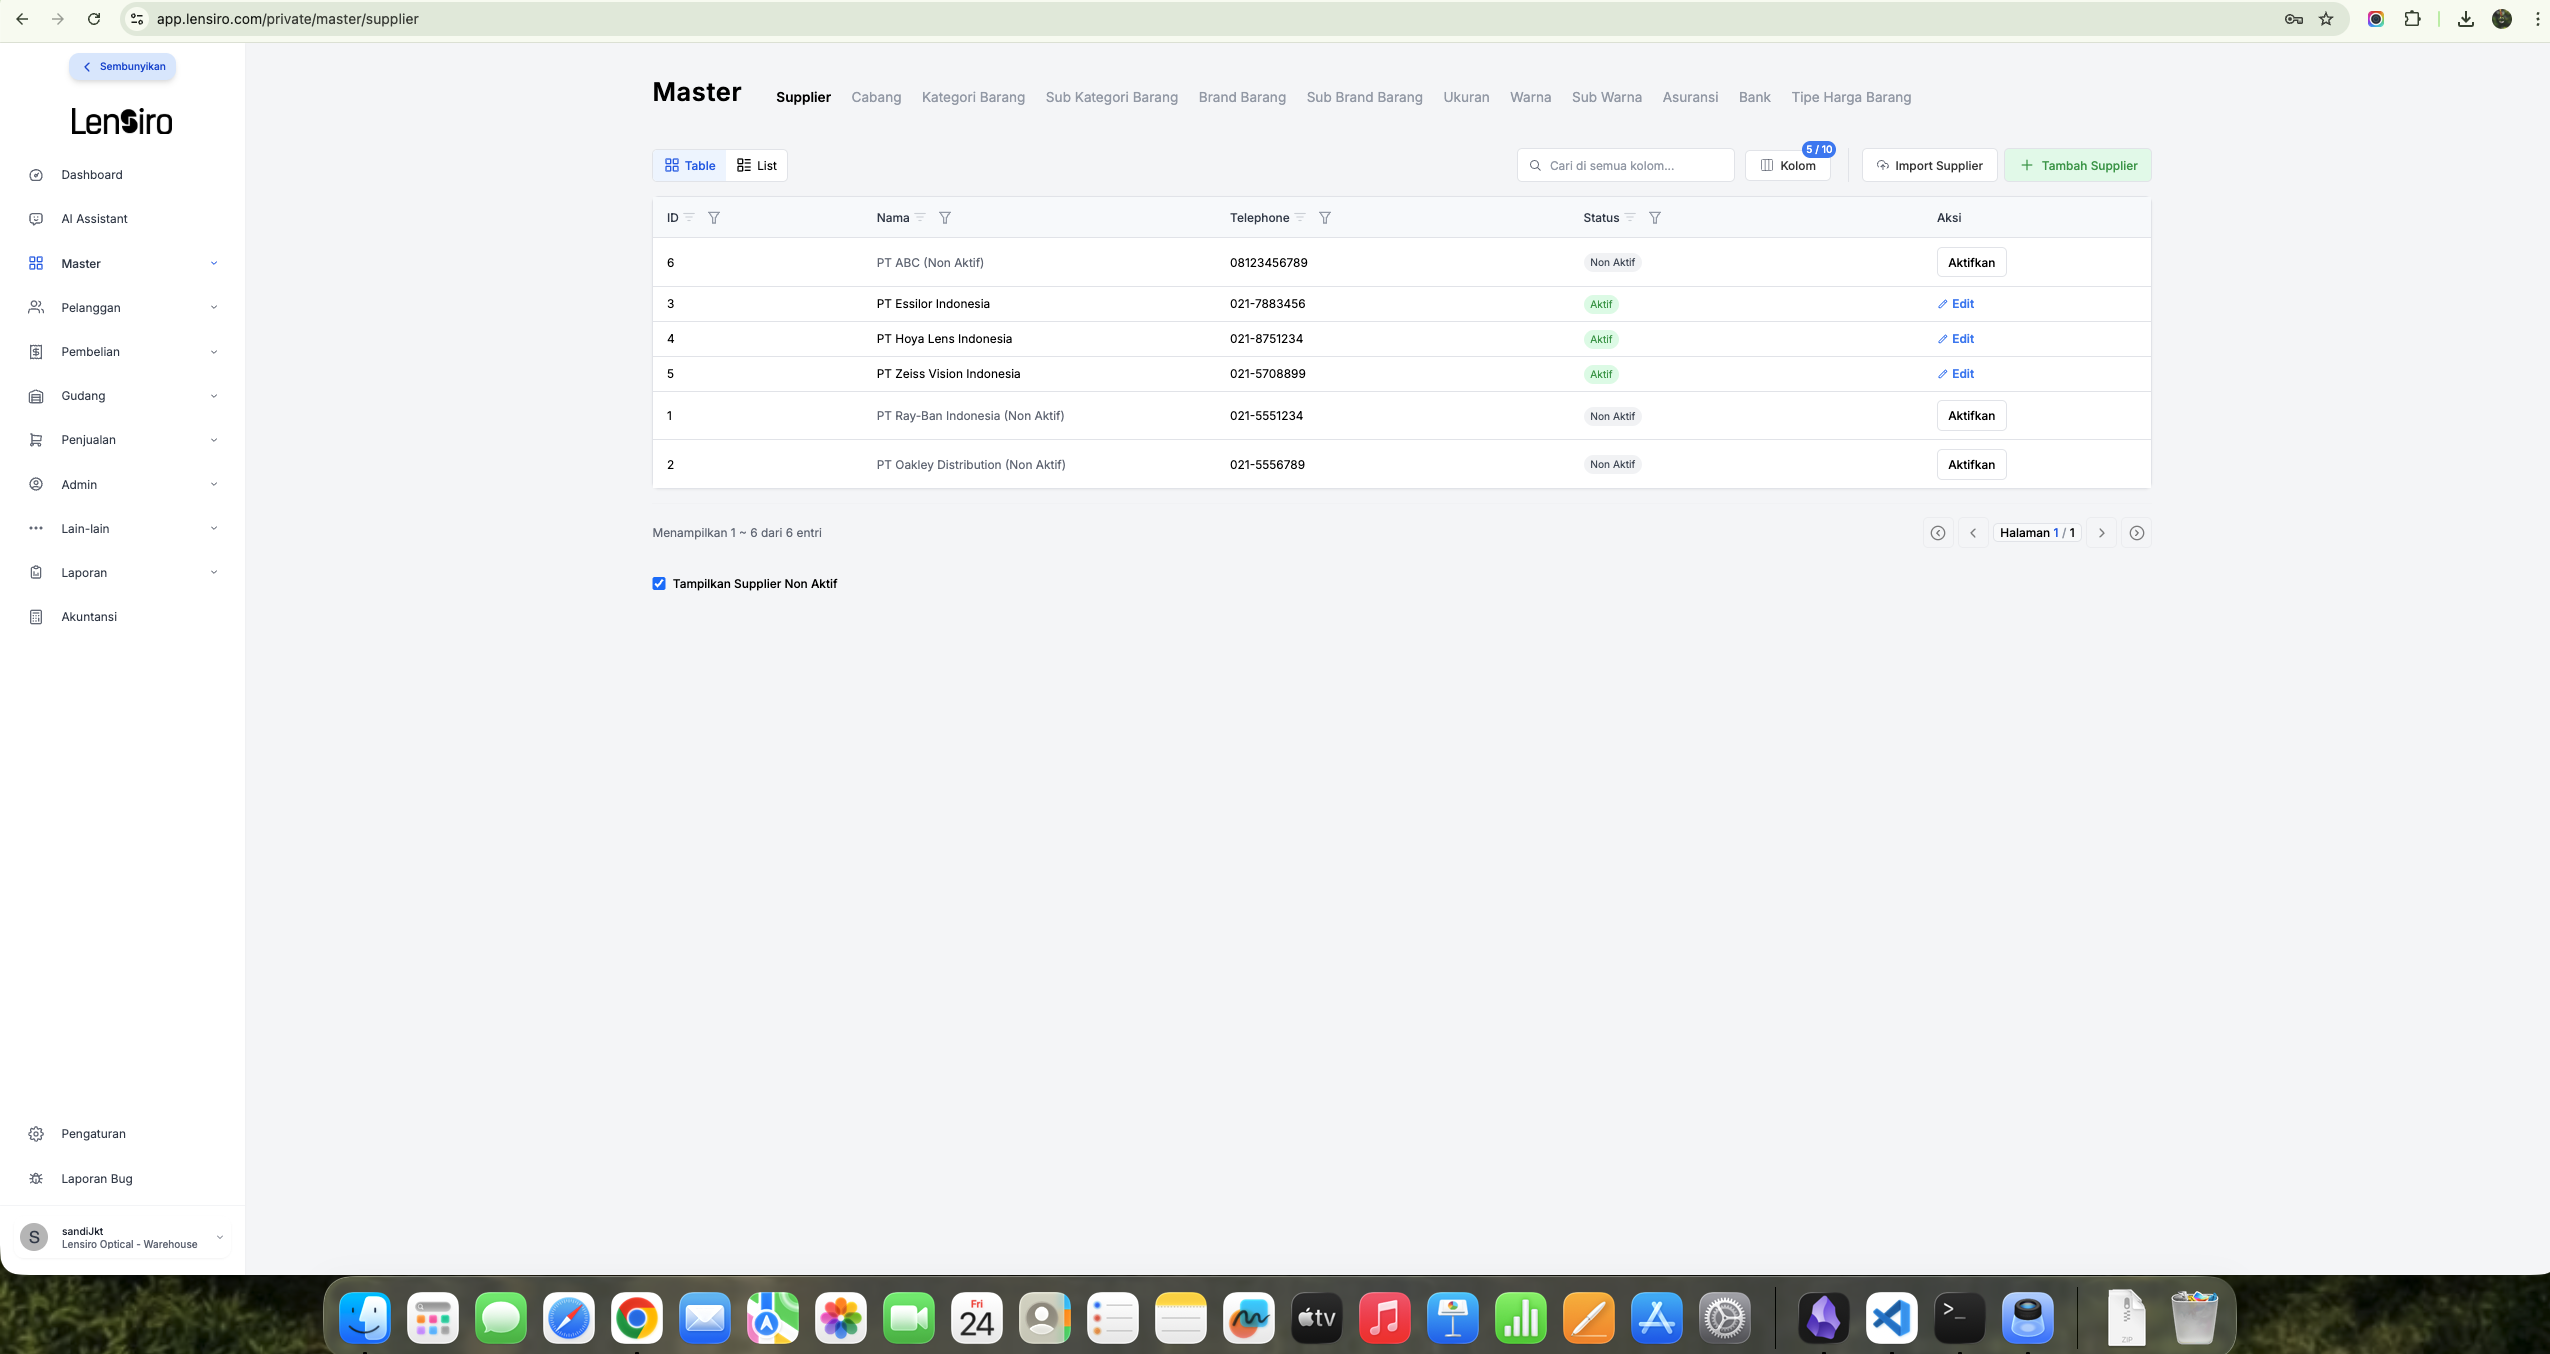 app.lensiro.com/private/master/supplier
Sembunyikan
Lensiro
Dashboard
AI Assistant
Master
Pelanggan
Pembelian
Gudang
Penjualan
Admin
Lain-lain
Laporan
Akuntansi
Pengaturan
Laporan Bug
S
sandiJkt
Lensiro Optical - Warehouse
Master Supplier Cabang Kategori Barang Sub Kategori Barang Brand Barang Sub Brand Barang Ukuran Warna Sub Warna Asuransi Bank Tipe Harga Barang
Table List Cari di semua kolom... Kolom 5 / 10 Import Supplier Tambah Supplier
ID Nama Telephone Status Aksi
6 PT ABC (Non Aktif) 08123456789 Non Aktif Aktifkan
3 PT Essilor Indonesia 021-7883456 Aktif Edit
4 PT Hoya Lens Indonesia 021-8751234 Aktif Edit
5 PT Zeiss Vision Indonesia 021-5708899 Aktif Edit
1 PT Ray-Ban Indonesia (Non Aktif) 021-5551234 Non Aktif Aktifkan
2 PT Oakley Distribution (Non Aktif) 021-5556789 Non Aktif Aktifkan
Menampilkan 1 ~ 6 dari 6 entri Halaman 1 / 1
Tampilkan Supplier Non Aktif
Fri
24
tv
ZIP